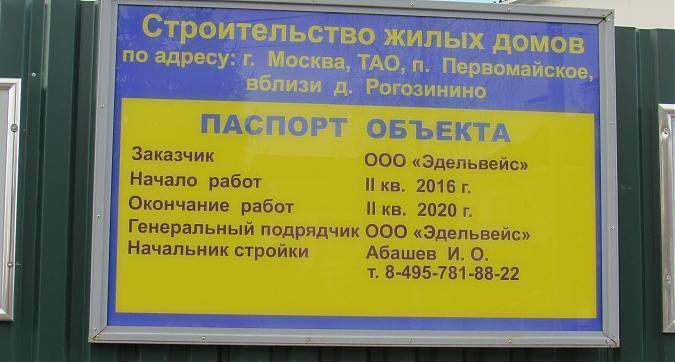 Строительство жилых домов
по адресу: г. Москва, ТАО, п. Первомайское,
вблизи д. Рогозинино
ПАСПОРТ ОБЪЕКТА
Заказчик ООО «Эдельвейс»
Начало работ II кв. 2016 г.
Окончание работ II кв. 2020 г.
Генеральный подрядчик ООО «Эдельвейс»
Начальник стройки Абашев И. О.
т. 8-495-781-88-22